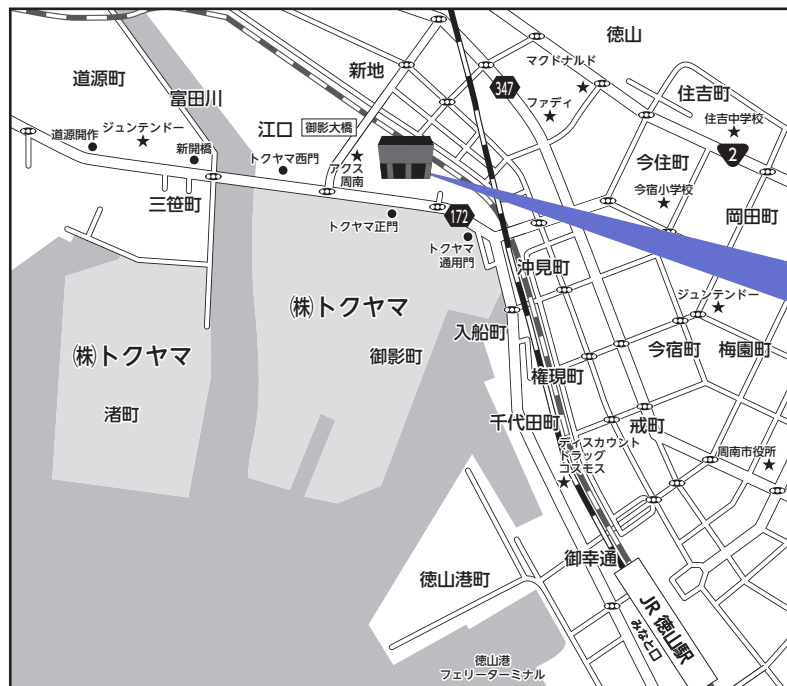 徳山
マクドナルド
新地
道源町
347
住吉町
富田川
ファディ
住吉中学校
江口
御影大橋
道源開作
ジュンテンドー
新開橋
トクヤマ西門
アクス
周南
今住町
2
今宿小学校
三笹町
岡田町
トクヤマ正門
172
トクヤマ
通用門
沖見町
ジュンテンドー
㈱トクヤマ
入船町
㈱トクヤマ
御影町
今宿町
梅園町
権現町
渚町
千代田町
戒町
ディスカウント
ドラッグ
コスモス
周南市役所
御幸通
徳山港町
JR 徳山駅
みなと口
徳山港
フェリーターミナル